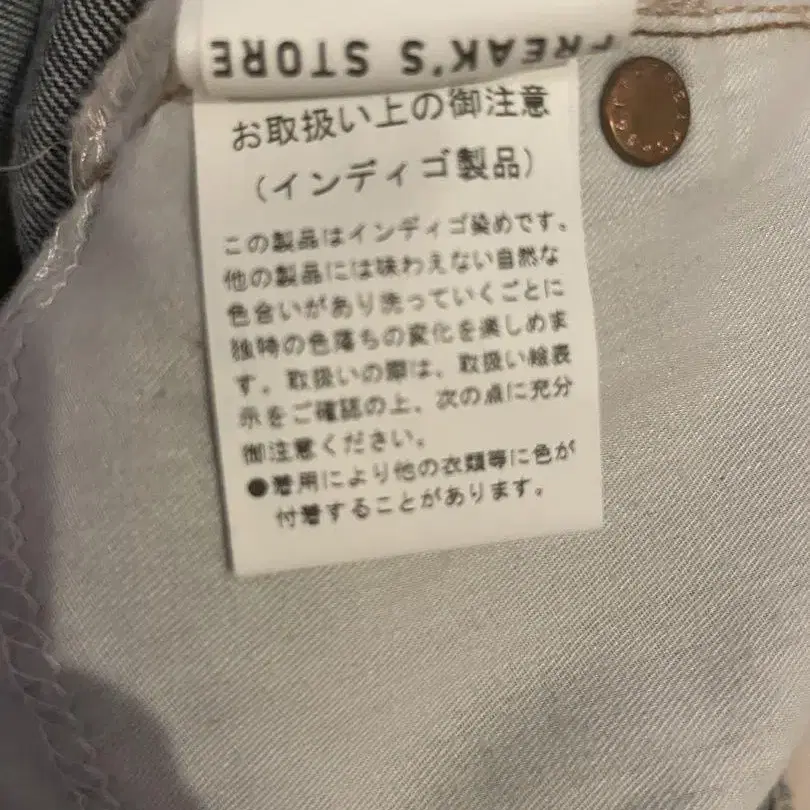 FREAK'S STORE
お取扱い上の御注意
(インディゴ製品)
この製品はインディゴ染めです。
他の製品には味わえない自然な
色合いがあり洗っていくごとに
独特の色落ちの変化を楽しめま
す。取扱いの際は、取扱い絵表
示をご確認の上、次の点に充分
御注意ください。
●着用により他の衣類等に色が
付着することがあります。